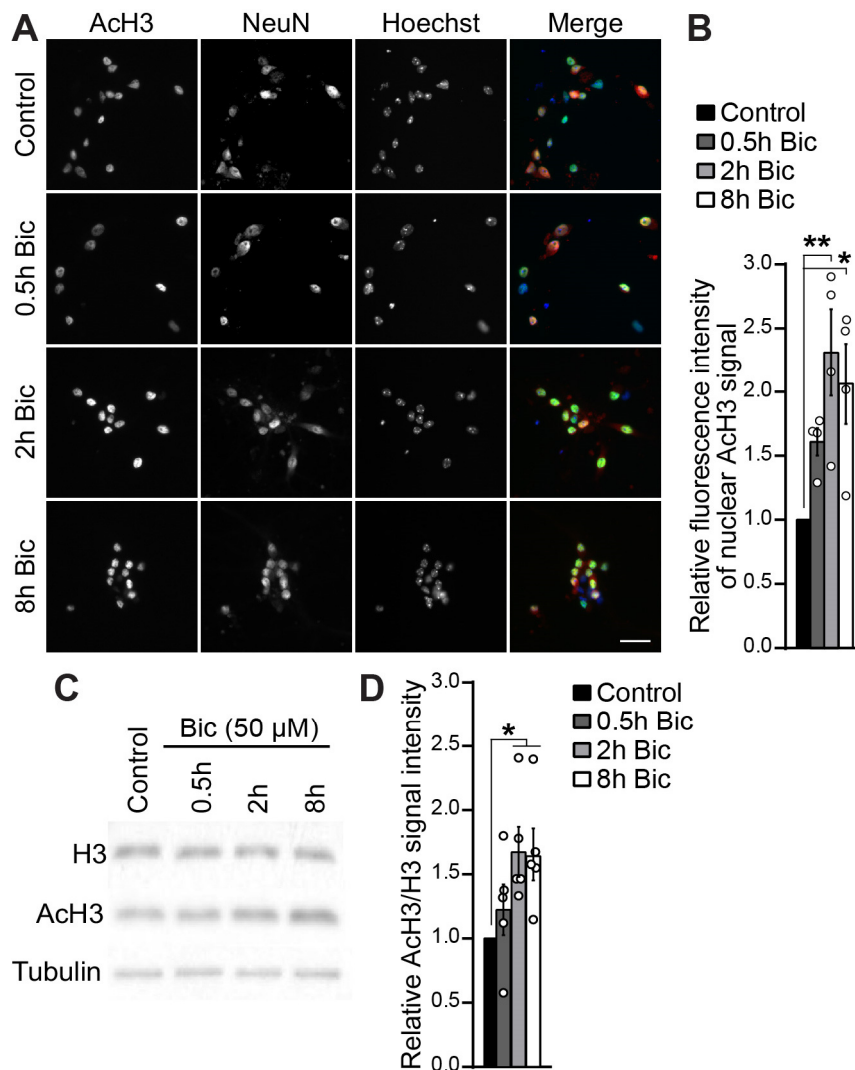 A
AcH3
NeuN
Hoechst
Merge
Control
0.5h Bic
2h Bic
8h Bic
B
Control
0.5h Bic
2h Bic
8h Bic
**
*
Relative fluorescence intensity
of nuclear AcH3 signal
3.0
2.5
2.0
1.5
1.0
0.5
0.0
C
Bic (50 µM)
Control
0.5h
2h
8h
H3
AcH3
Tubulin
D
Control
0.5h Bic
2h Bic
8h Bic
*
Relative AcH3/H3 signal intensity
3.0
2.5
2.0
1.5
1.0
0.5
0.0